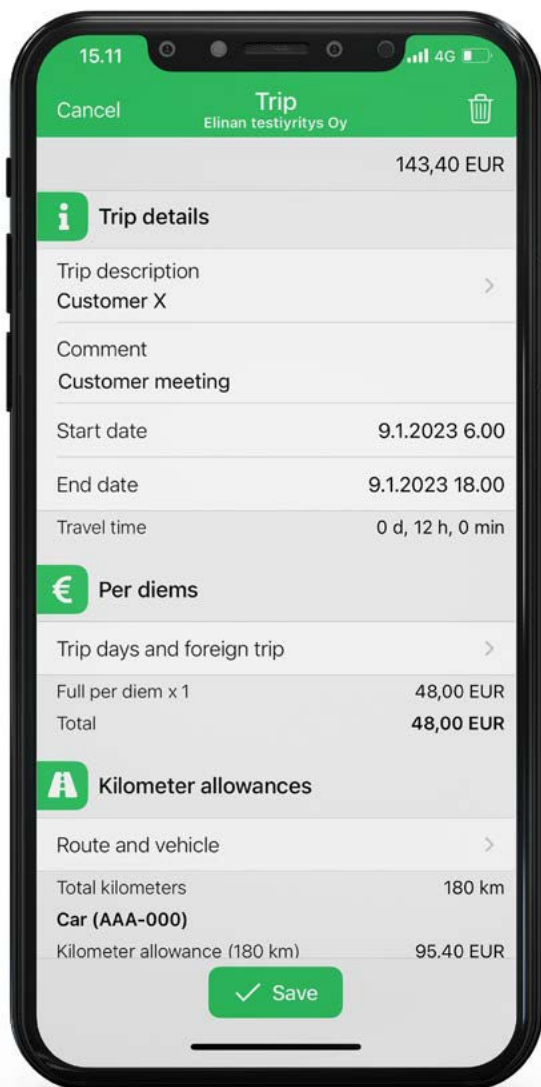 15.11 4G
Cancel Trip
Elinan testiyritys Oy
143,40 EUR
Trip details
Trip description
Customer X
Comment
Customer meeting
Start date 9.1.2023 6.00
End date 9.1.2023 18.00
Travel time 0 d, 12 h, 0 min
€ Per diems
Trip days and foreign trip
Full per diem x 1 48,00 EUR
Total 48,00 EUR
Kilometer allowances
Route and vehicle
Total kilometers 180 km
Car (AAA-000)
Kilometer allowance (180 km) 95,40 EUR
Save